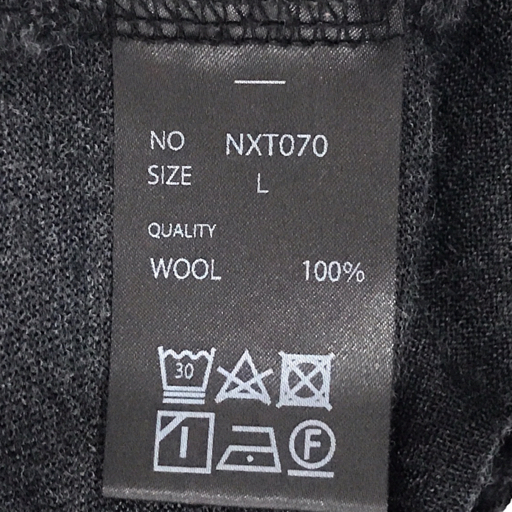 NO NXT070
SIZE L
QUALITY
WOOL 100%
30
F